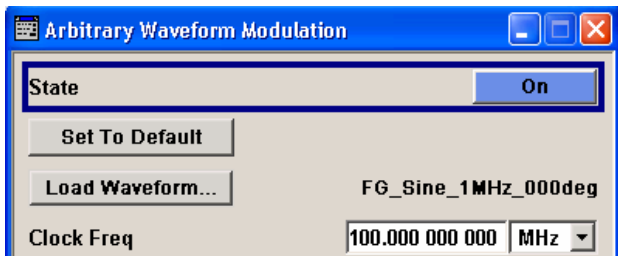 Arbitrary Waveform Modulation
State On
Set To Default
Load Waveform... FG_Sine_1MHz_000deg
Clock Freq 100.000 000 000 MHz